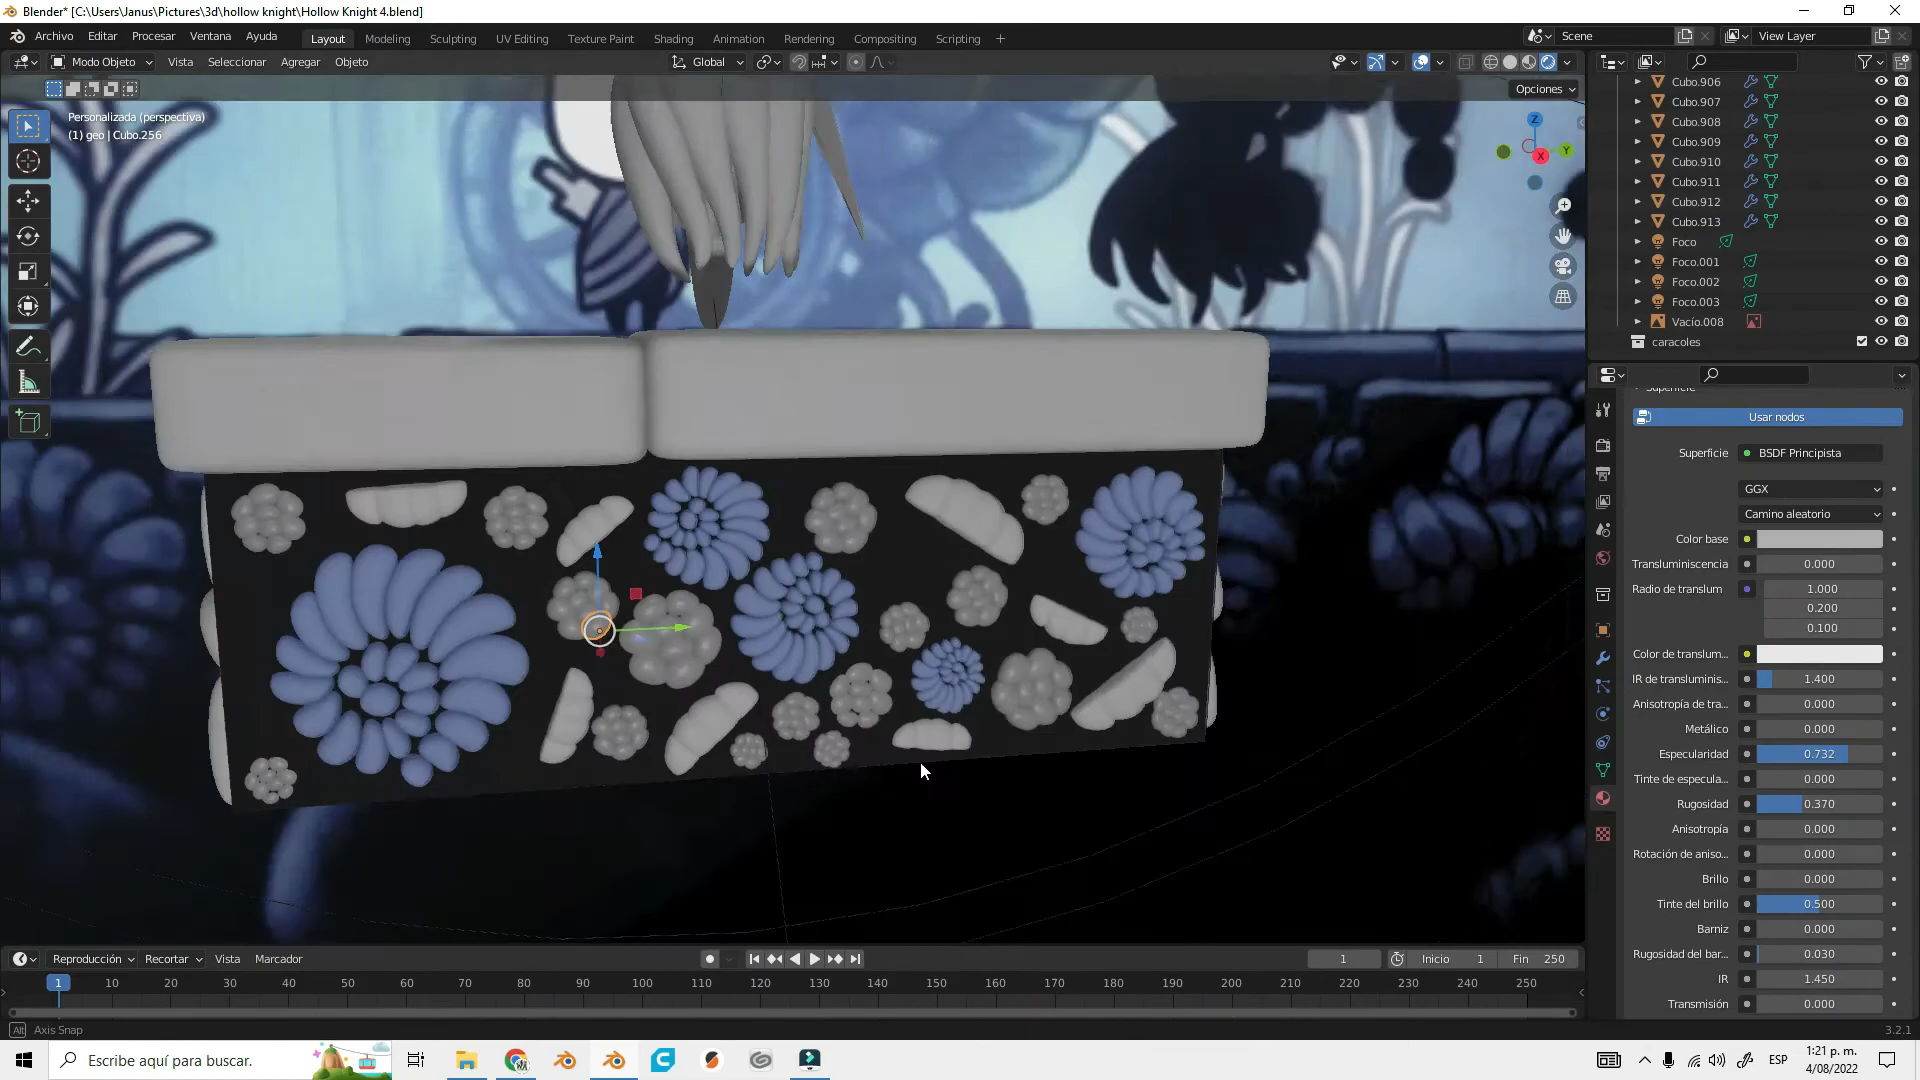 Blender* [C:\Users\Janus\Pictures\3d\hollow knight\Hollow Knight 4.blend]
Archivo Editar Procesar Ventana Ayuda Layout Modeling Sculpting UV Editing Texture Paint Shading Animation Rendering Compositing Scripting + Scene View Layer
Modo Objeto Vista Seleccionar Agregar Objeto Global
Opciones
Personalizada (perspectiva)
(1) geo | Cubo.256
Z
Y
X
Cubo.906
Cubo.907
Cubo.908
Cubo.909
Cubo.910
Cubo.911
Cubo.912
Cubo.913
Foco
Foco.001
Foco.002
Foco.003
Vacío.008
caracoles
Superficie
Usar nodos
Superficie BSDF Principista
GGX
Camino aleatorio
Color base
Transluminiscencia 0.000
Radio de translum 1.000
0.200
0.100
Color de translum...
IR de transluminis... 1.400
Anisotropía de tra... 0.000
Metálico 0.000
Especularidad 0.732
Tinte de especula... 0.000
Rugosidad 0.370
Anisotropía 0.000
Rotación de aniso... 0.000
Brillo 0.000
Tinte del brillo 0.500
Barniz 0.000
Rugosidad del bar... 0.030
IR 1.450
Transmisión 0.000
Reproducción Recortar Vista Marcador 1 Inicio 1 Fin 250
1 10 20 30 40 50 60 70 80 90 100 110 120 130 140 150 160 170 180 190 200 210 220 230 240 250
Alt Axis Snap 3.2.1
Escribe aquí para buscar. ESP 1:21 p. m.
4/08/2022